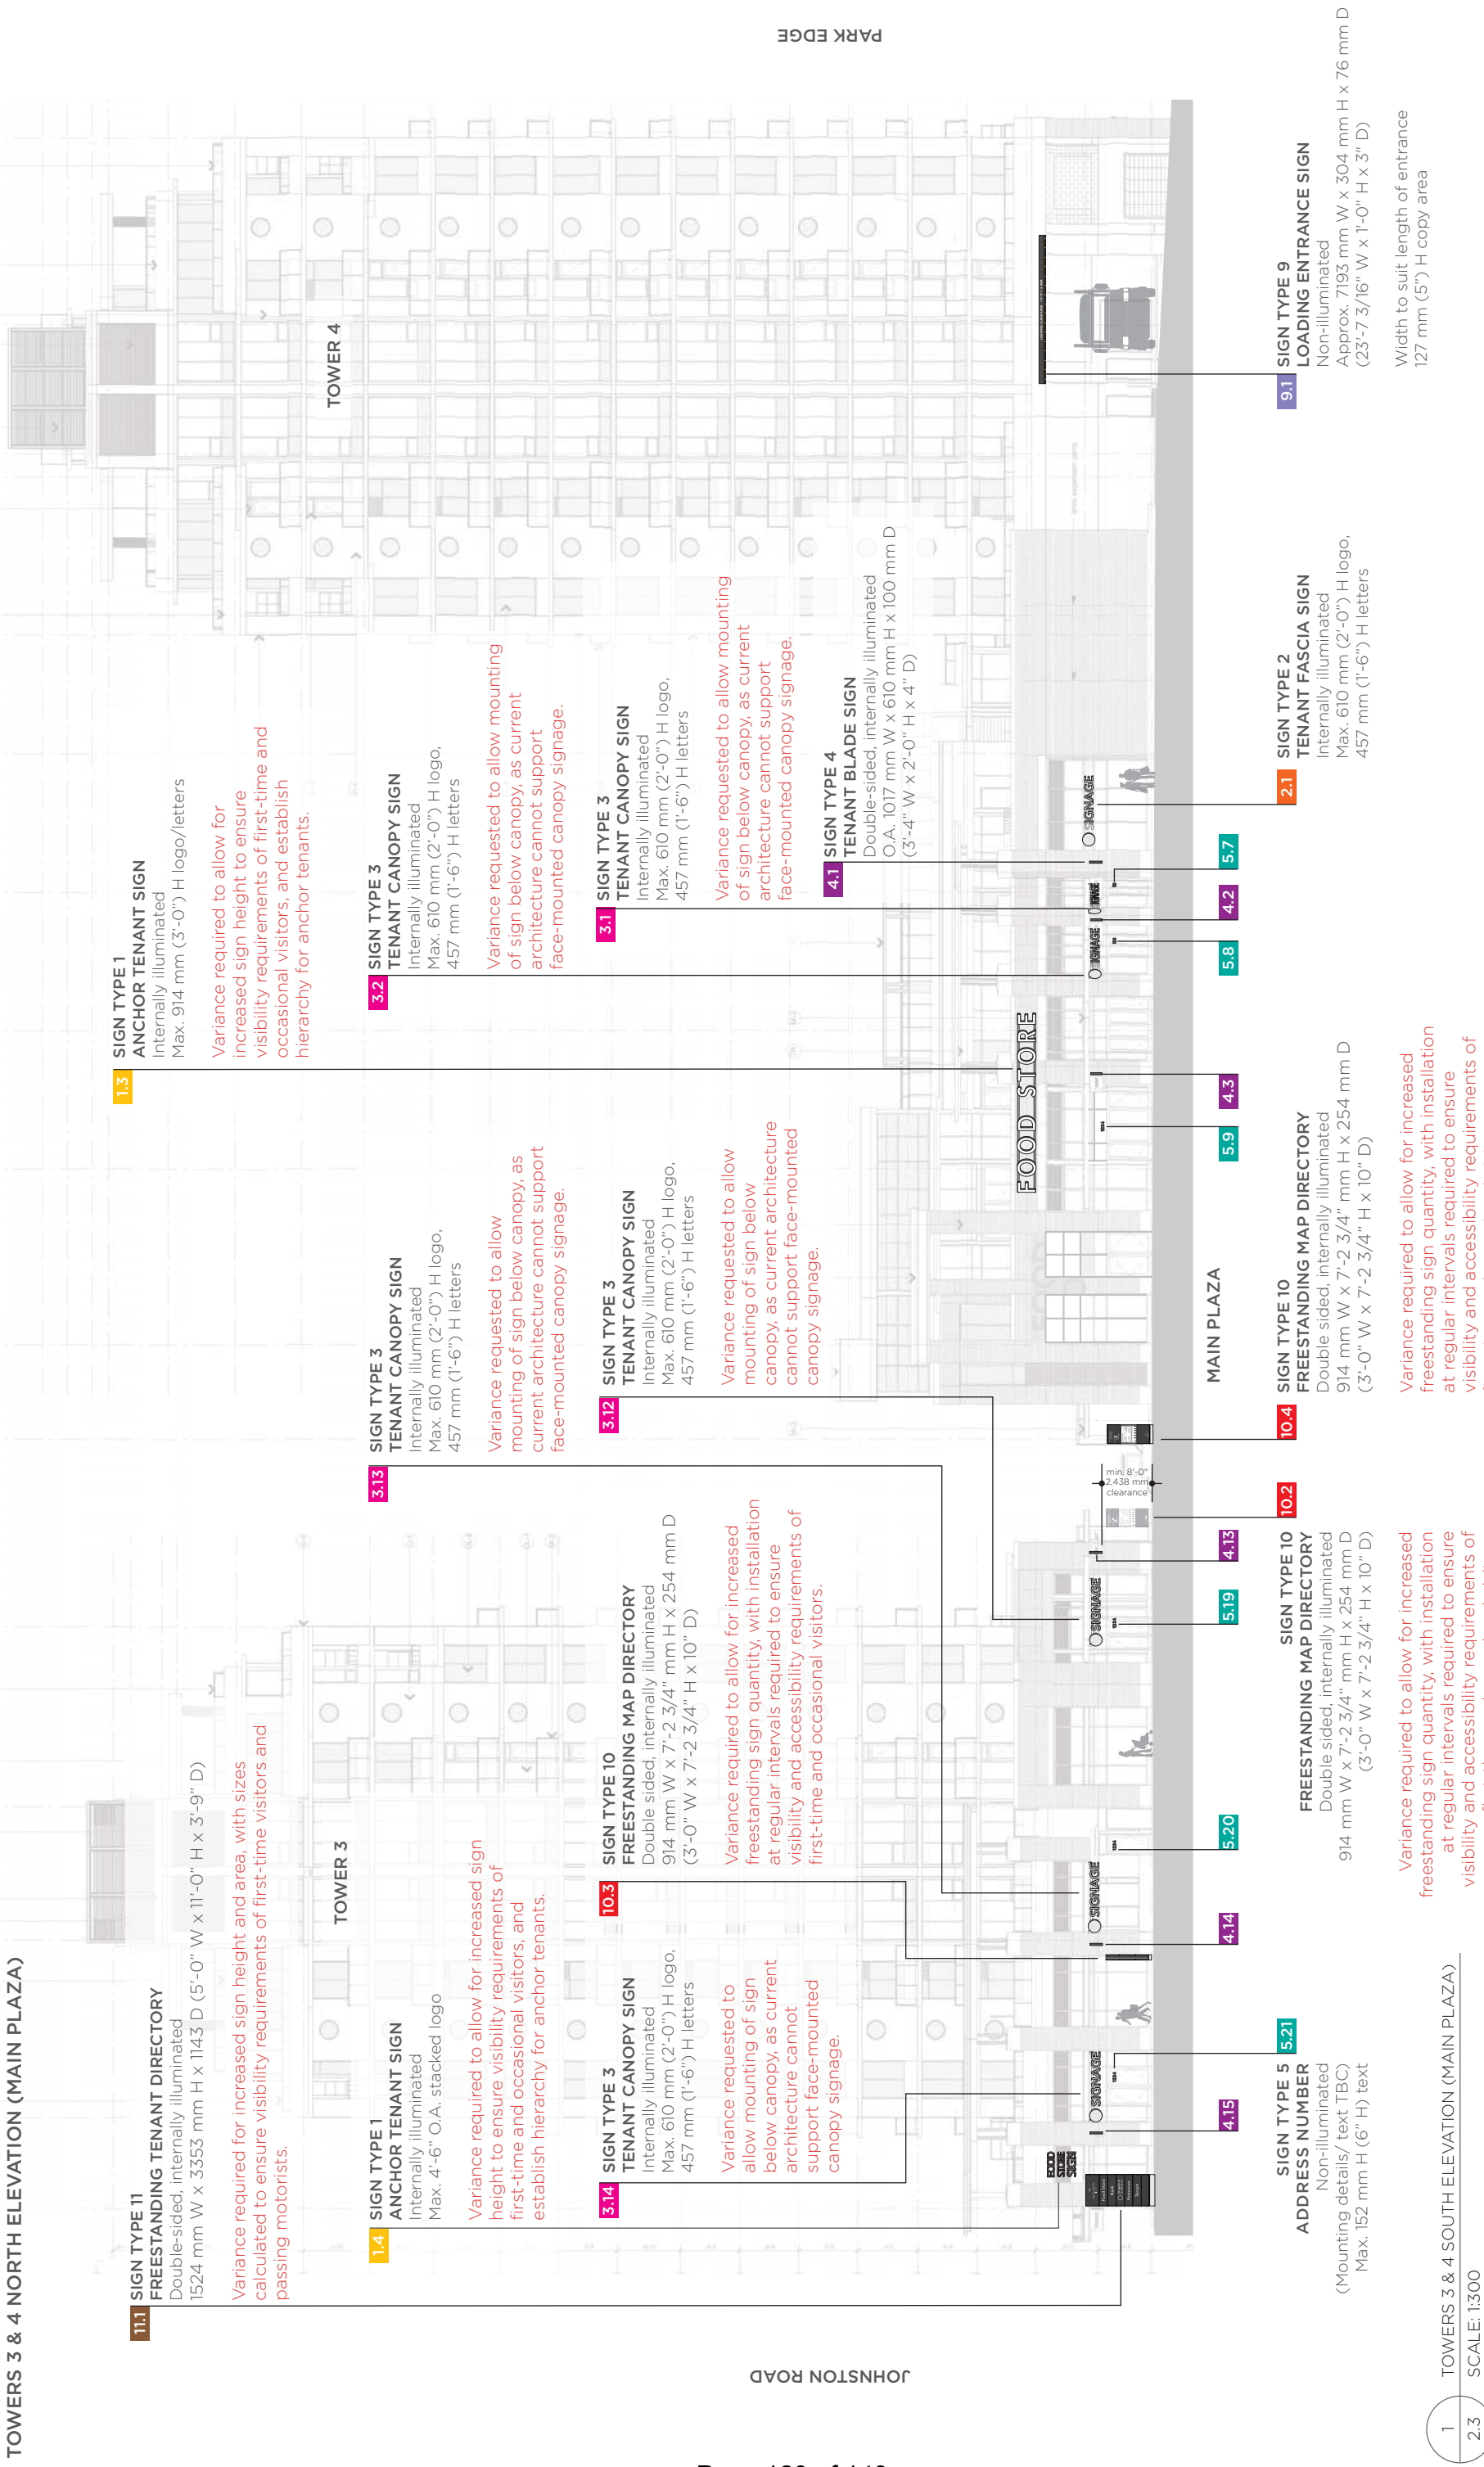 TOWERS 3 & 4 NORTH ELEVATION (MAIN PLAZA)
11.1
SIGN TYPE 11
FREESTANDING TENANT DIRECTORY
Double-sided, internally illuminated
1524 mm W x 3353 mm H x 1143 D (5'-0" W x 11'-0" H x 3'-9" D)
Variance required for increased sign height and area, with sizes
calculated to ensure visibility requirements of first-time visitors and
passing motorists.
1.3
SIGN TYPE 1
ANCHOR TENANT SIGN
Internally illuminated
Max. 914 mm (3'-0") H logo/letters
Variance required to allow for
increased sign height to ensure
visibility requirements of first-time and
occasional visitors, and establish
hierarchy for anchor tenants.
TOWER 3
TOWER 4
1.4
SIGN TYPE 1
ANCHOR TENANT SIGN
Internally illuminated
Max. 4'-6" O.A. stacked logo
Variance required to allow for increased sign
height to ensure visibility requirements of
first-time and occasional visitors, and
establish hierarchy for anchor tenants.
3.13
SIGN TYPE 3
TENANT CANOPY SIGN
Internally illuminated
Max. 610 mm (2'-0") H logo,
457 mm (1'-6") H letters
Variance requested to allow
mounting of sign below canopy, as
current architecture cannot support
face-mounted canopy signage.
3.2
SIGN TYPE 3
TENANT CANOPY SIGN
Internally illuminated
Max. 610 mm (2'-0") H logo,
457 mm (1'-6") H letters
Variance requested to allow mounting
of sign below canopy, as current
architecture cannot support
face-mounted canopy signage.
3.14
SIGN TYPE 3
TENANT CANOPY SIGN
Internally illuminated
Max. 610 mm (2'-0") H logo,
457 mm (1'-6") H letters
Variance requested to
allow mounting of sign
below canopy, as current
architecture cannot
support face-mounted
canopy signage.
10.3
SIGN TYPE 10
FREESTANDING MAP DIRECTORY
Double sided, internally illuminated
914 mm W x 7'-2 3/4" mm H x 254 mm D
(3'-0" W x 7'-2 3/4" H x 10" D)
Variance required to allow for increased
freestanding sign quantity, with installation
at regular intervals required to ensure
visibility and accessibility requirements of
first-time and occasional visitors.
3.12
SIGN TYPE 3
TENANT CANOPY SIGN
Internally illuminated
Max. 610 mm (2'-0") H logo,
457 mm (1'-6") H letters
Variance requested to allow
mounting of sign below
canopy, as current architecture
cannot support face-mounted
canopy signage.
3.1
SIGN TYPE 3
TENANT CANOPY SIGN
Internally illuminated
Max. 610 mm (2'-0") H logo,
457 mm (1'-6") H letters
Variance requested to allow mounting
of sign below canopy, as current
architecture cannot support
face-mounted canopy signage.
4.1
SIGN TYPE 4
TENANT BLADE SIGN
Double-sided, internally illuminated
O.A. 1017 mm W x 610 mm H x 100 mm D
(3'-4" W x 2'-0" H x 4" D)
JOHNSTON ROAD
PARK EDGE
FOOD STORE
FOOD
STORE
SIGN
SIGNAGE
SIGNAGE
SIGNAGE
SIGNAGE
SIGNAGE
1234
1234
1234
1234
min. 8'-0"
2,438 mm
clearance
MAIN PLAZA
4.15
4.14
5.20
5.19
4.13
5.9
4.3
5.8
4.2
5.7
5.21
SIGN TYPE 5
ADDRESS NUMBER
Non-illuminated
(Mounting details/ text TBC)
Max. 152 mm H (6" H) text
10.2
SIGN TYPE 10
FREESTANDING MAP DIRECTORY
Double sided, internally illuminated
914 mm W x 7'-2 3/4" mm H x 254 mm D
(3'-0" W x 7'-2 3/4" H x 10" D)
Variance required to allow for increased
freestanding sign quantity, with installation
at regular intervals required to ensure
visibility and accessibility requirements of
10.4
SIGN TYPE 10
FREESTANDING MAP DIRECTORY
Double sided, internally illuminated
914 mm W x 7'-2 3/4" mm H x 254 mm D
(3'-0" W x 7'-2 3/4" H x 10" D)
Variance required to allow for increased
freestanding sign quantity, with installation
at regular intervals required to ensure
visibility and accessibility requirements of
2.1
SIGN TYPE 2
TENANT FASCIA SIGN
Internally illuminated
Max. 610 mm (2'-0") H logo,
457 mm (1'-6") H letters
9.1
SIGN TYPE 9
LOADING ENTRANCE SIGN
Non-illuminated
Approx. 7193 mm W x 304 mm H x 76 mm D
(23'-7 3/16" W x 1'-0" H x 3" D)
Width to suit length of entrance
127 mm (5") H copy area
1
2.3
TOWERS 3 & 4 SOUTH ELEVATION (MAIN PLAZA)
SCALE: 1:300